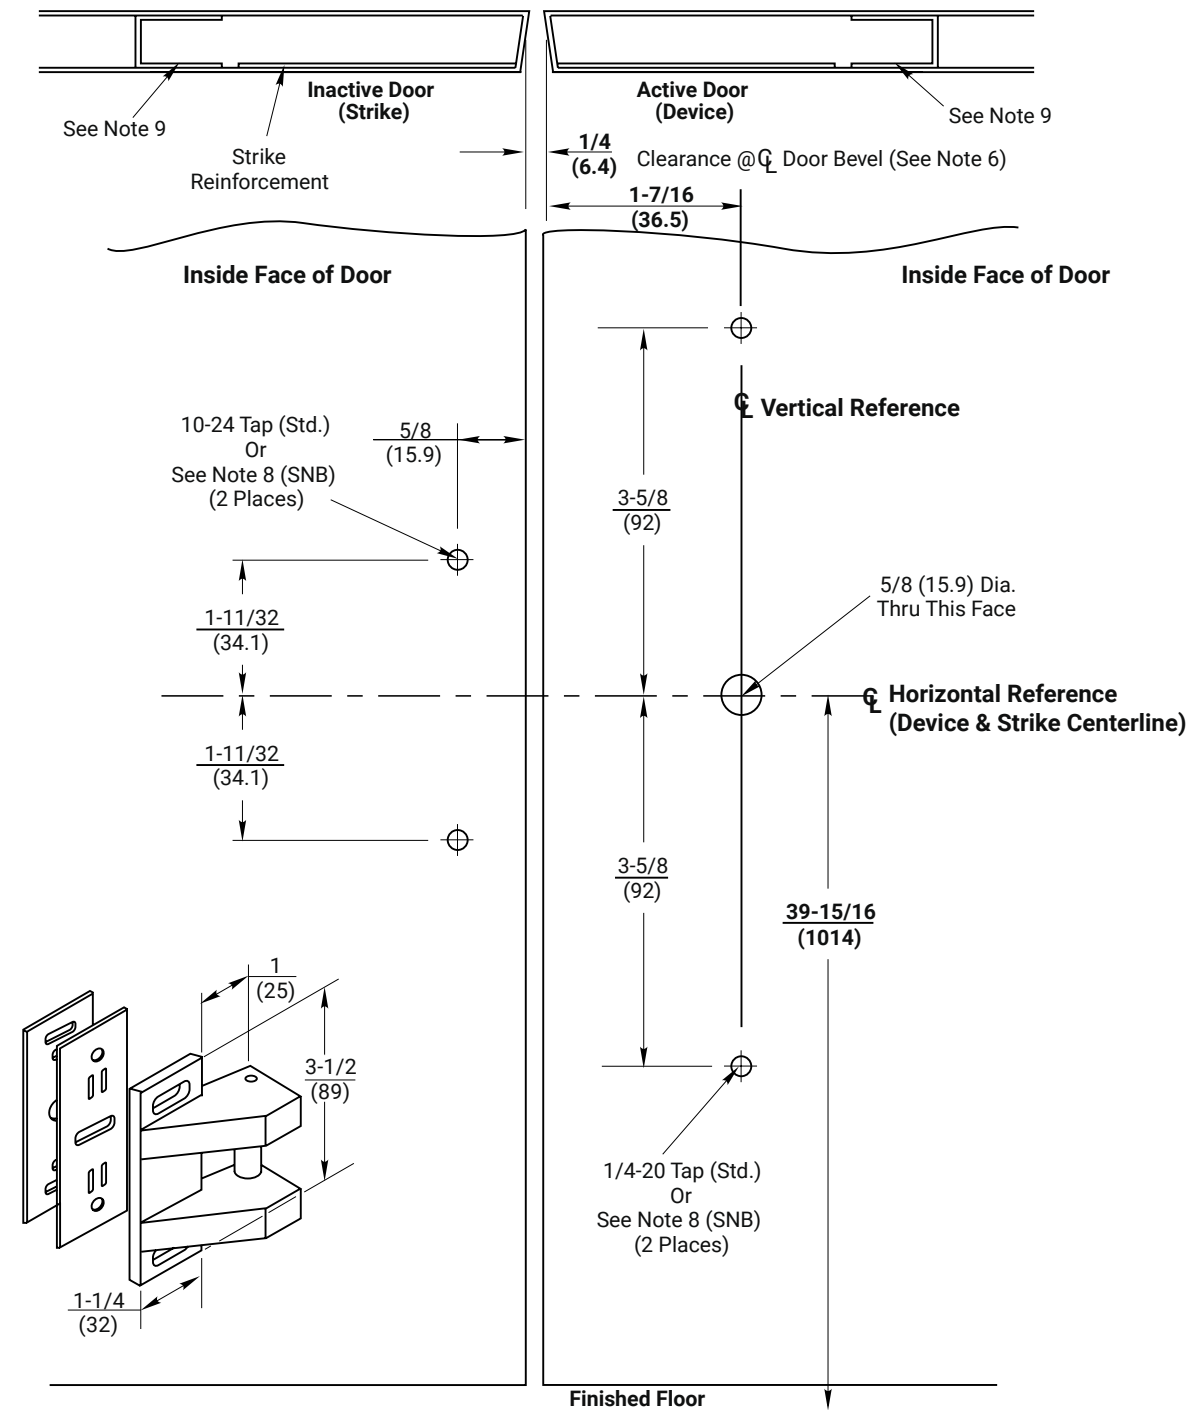 Inactive Door
(Strike)
Active Door
(Device)
See Note 9
See Note 9
Strike
Reinforcement
1/4
(6.4)
Clearance @ ℄ Door Bevel (See Note 6)
1-7/16
(36.5)
Inside Face of Door
Inside Face of Door
℄ Vertical Reference
10-24 Tap (Std.)
Or
See Note 8 (SNB)
(2 Places)
5/8
(15.9)
3-5/8
(92)
5/8 (15.9) Dia.
Thru This Face
1-11/32
(34.1)
℄ Horizontal Reference
(Device & Strike Centerline)
1-11/32
(34.1)
3-5/8
(92)
39-15/16
(1014)
1
(25)
3-1/2
(89)
1/4-20 Tap (Std.)
Or
See Note 8 (SNB)
(2 Places)
1-1/4
(32)
Finished Floor